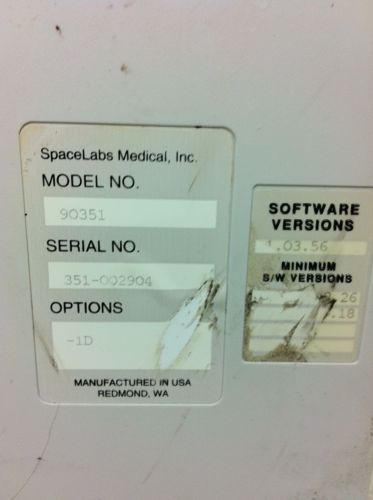 SpaceLabs Medical, Inc.
MODEL NO.
90351
SERIAL NO.
351-002904
OPTIONS
-1D
MANUFACTURED IN USA
REDMOND, WA
SOFTWARE
VERSIONS
1.03.56
MINIMUM
S/W VERSIONS
26
.18